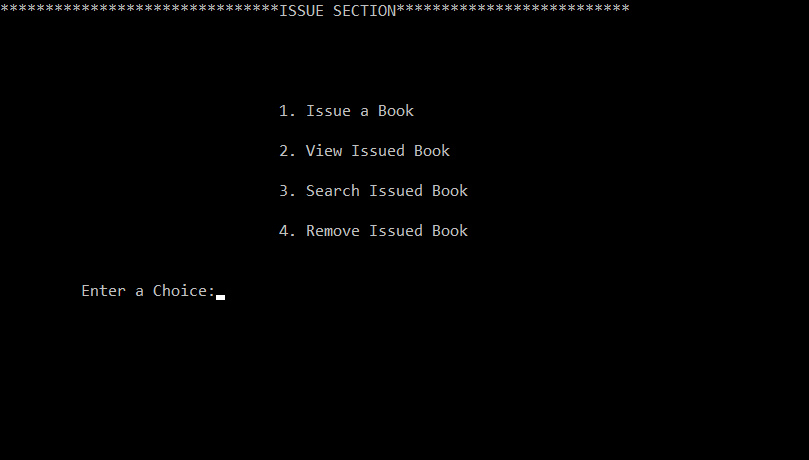 *******************************ISSUE SECTION**************************
1. Issue a Book
2. View Issued Book
3. Search Issued Book
4. Remove Issued Book
Enter a Choice: